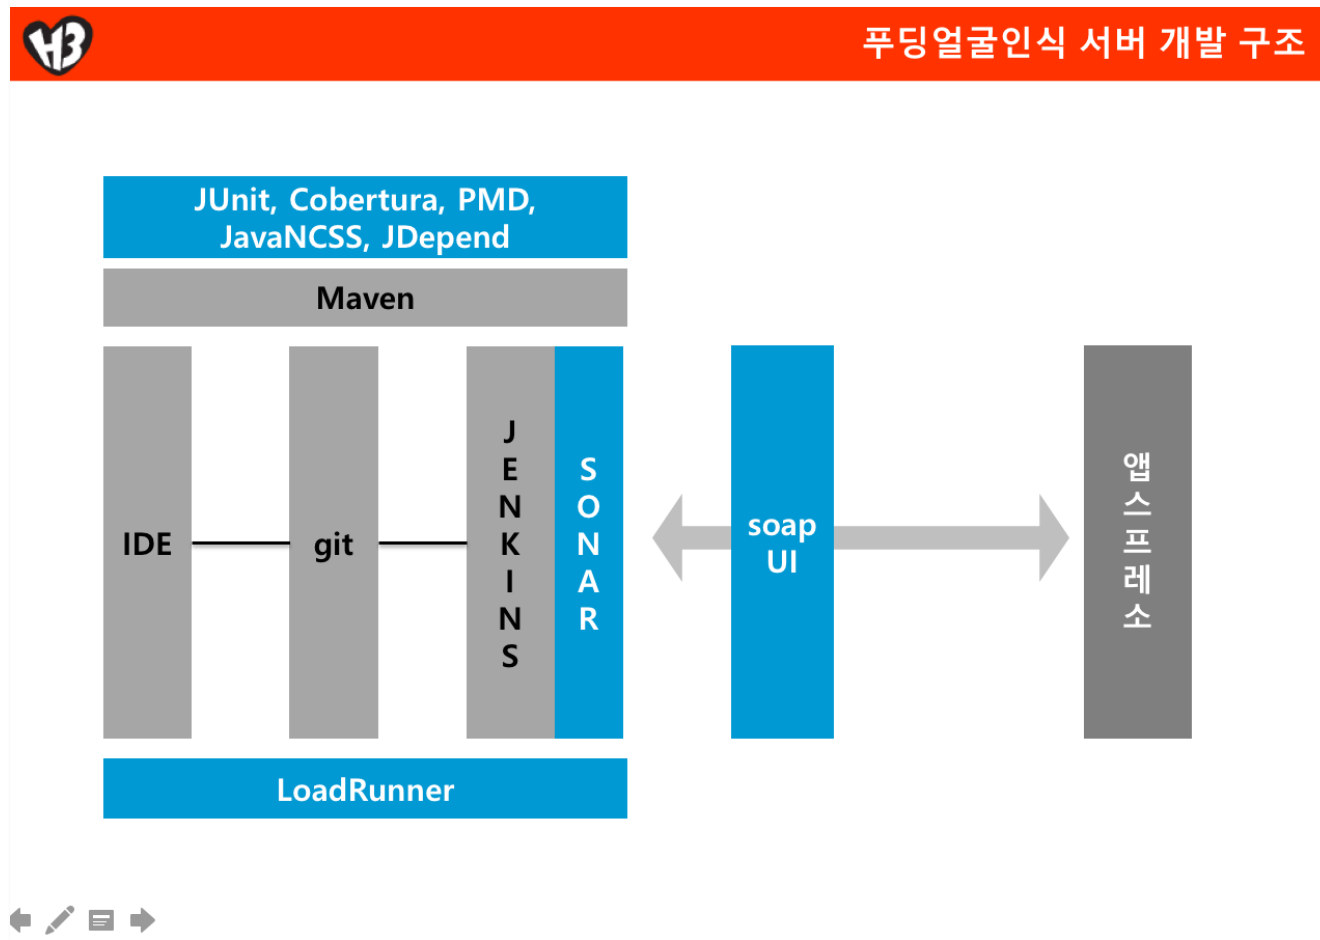 H3
푸딩얼굴인식 서버 개발 구조
JUnit, Cobertura, PMD,
JavaNCSS, JDepend
Maven
IDE
git
JENKINS
SONAR
soap
UI
앱스프레소
LoadRunner